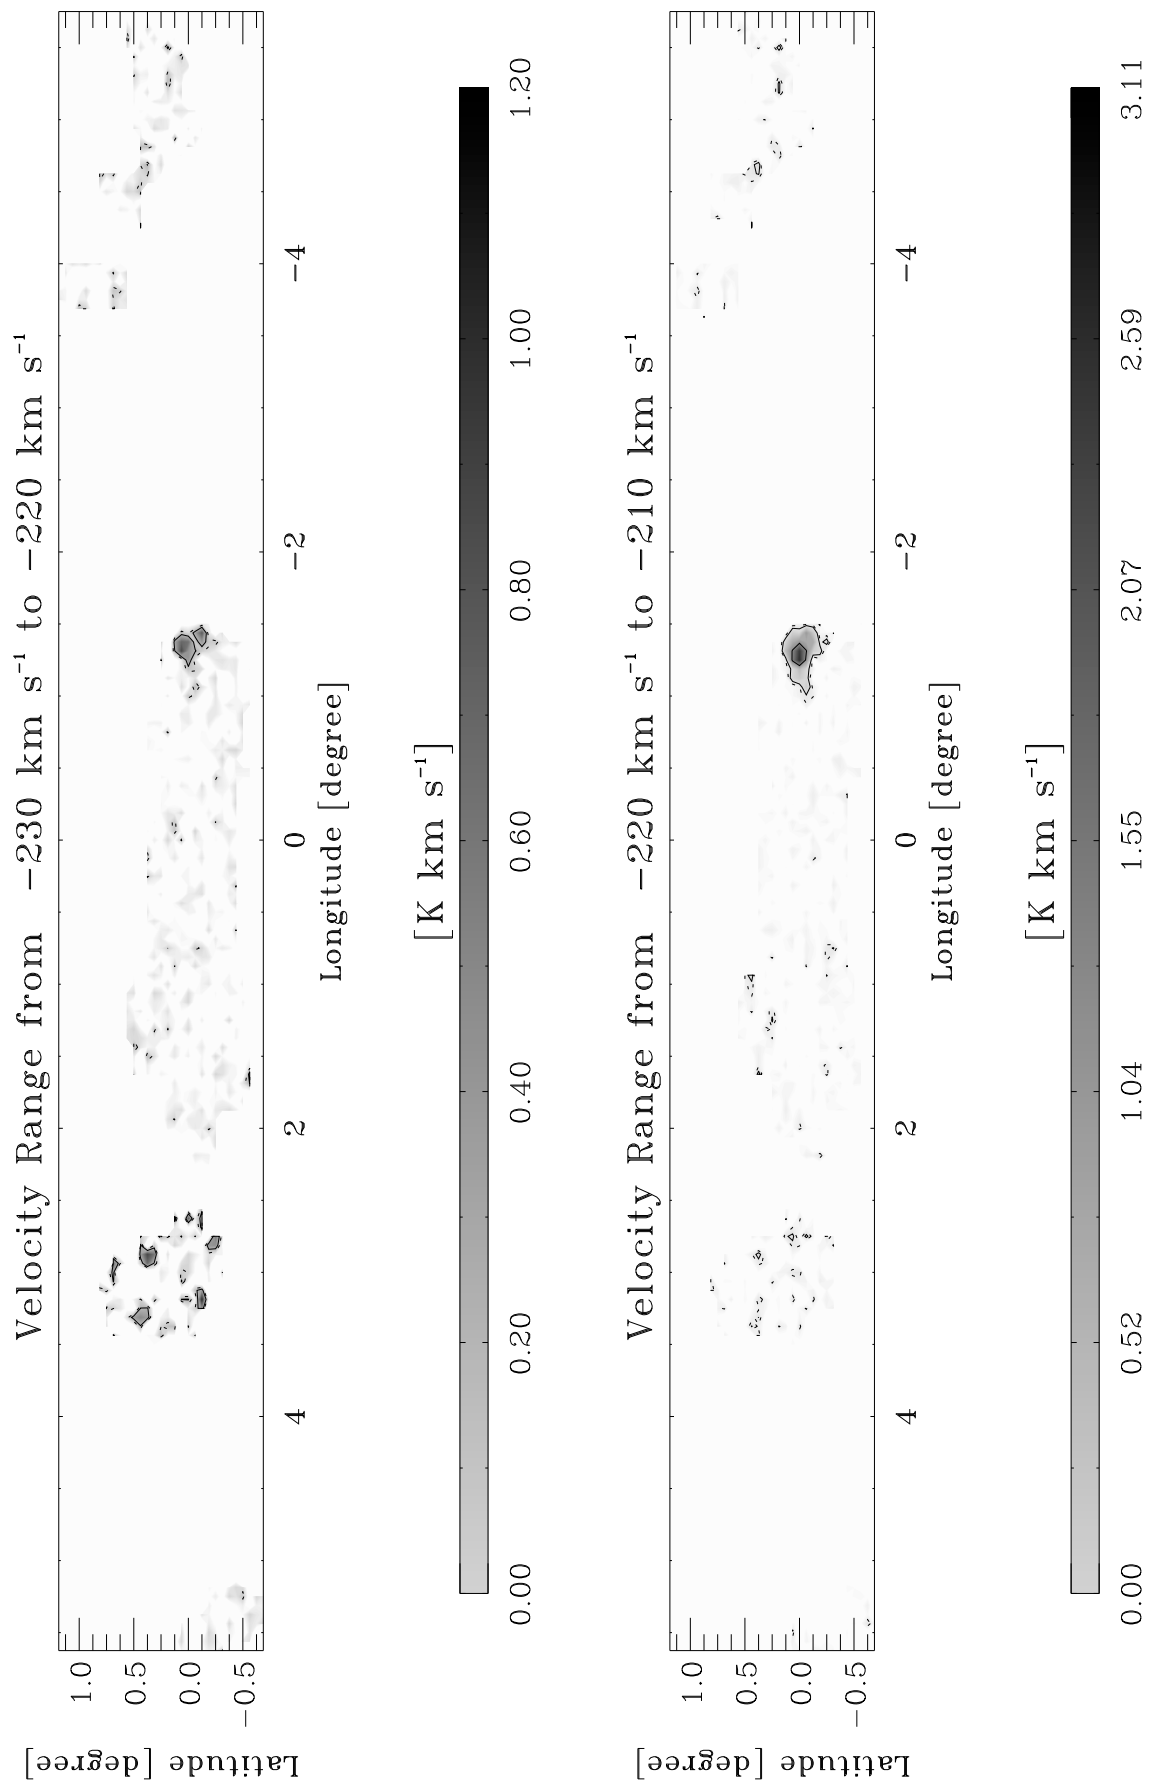 Velocity Range from −230 km s⁻¹ to −220 km s⁻¹
Latitude [degree]
1.0
0.5
0.0
−0.5
4 2 0 −2 −4
Longitude [degree]
[K km s⁻¹]
0.00 0.20 0.40 0.60 0.80 1.00 1.20
Velocity Range from −220 km s⁻¹ to −210 km s⁻¹
Latitude [degree]
1.0
0.5
0.0
−0.5
4 2 0 −2 −4
Longitude [degree]
[K km s⁻¹]
0.00 0.52 1.04 1.55 2.07 2.59 3.11